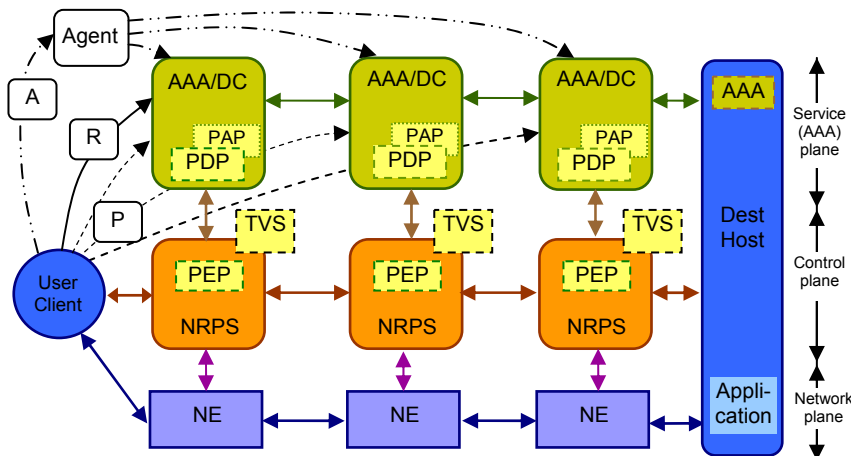 Agent
A
R
P
User
Client
AAA/DC
PAP
PDP
AAA/DC
PAP
PDP
AAA/DC
PAP
PDP
AAA
Dest
Host
Appli-
cation
TVS
TVS
TVS
PEP
NRPS
PEP
NRPS
PEP
NRPS
NE
NE
NE
Service
(AAA)
plane
Control
plane
Network
plane